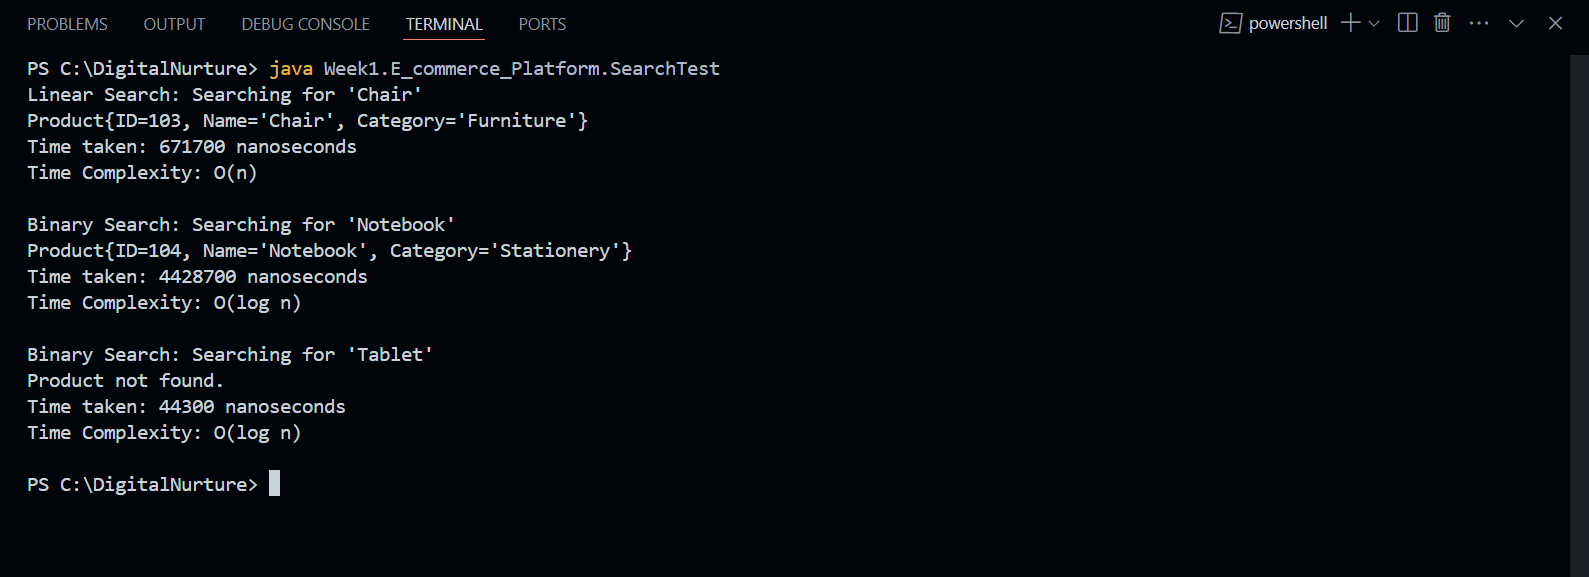 PROBLEMS OUTPUT DEBUG CONSOLE TERMINAL PORTS powershell
PS C:\DigitalNurture> java Week1.E_commerce_Platform.SearchTest
Linear Search: Searching for 'Chair'
Product{ID=103, Name='Chair', Category='Furniture'}
Time taken: 671700 nanoseconds
Time Complexity: O(n)

Binary Search: Searching for 'Notebook'
Product{ID=104, Name='Notebook', Category='Stationery'}
Time taken: 4428700 nanoseconds
Time Complexity: O(log n)

Binary Search: Searching for 'Tablet'
Product not found.
Time taken: 44300 nanoseconds
Time Complexity: O(log n)

PS C:\DigitalNurture>